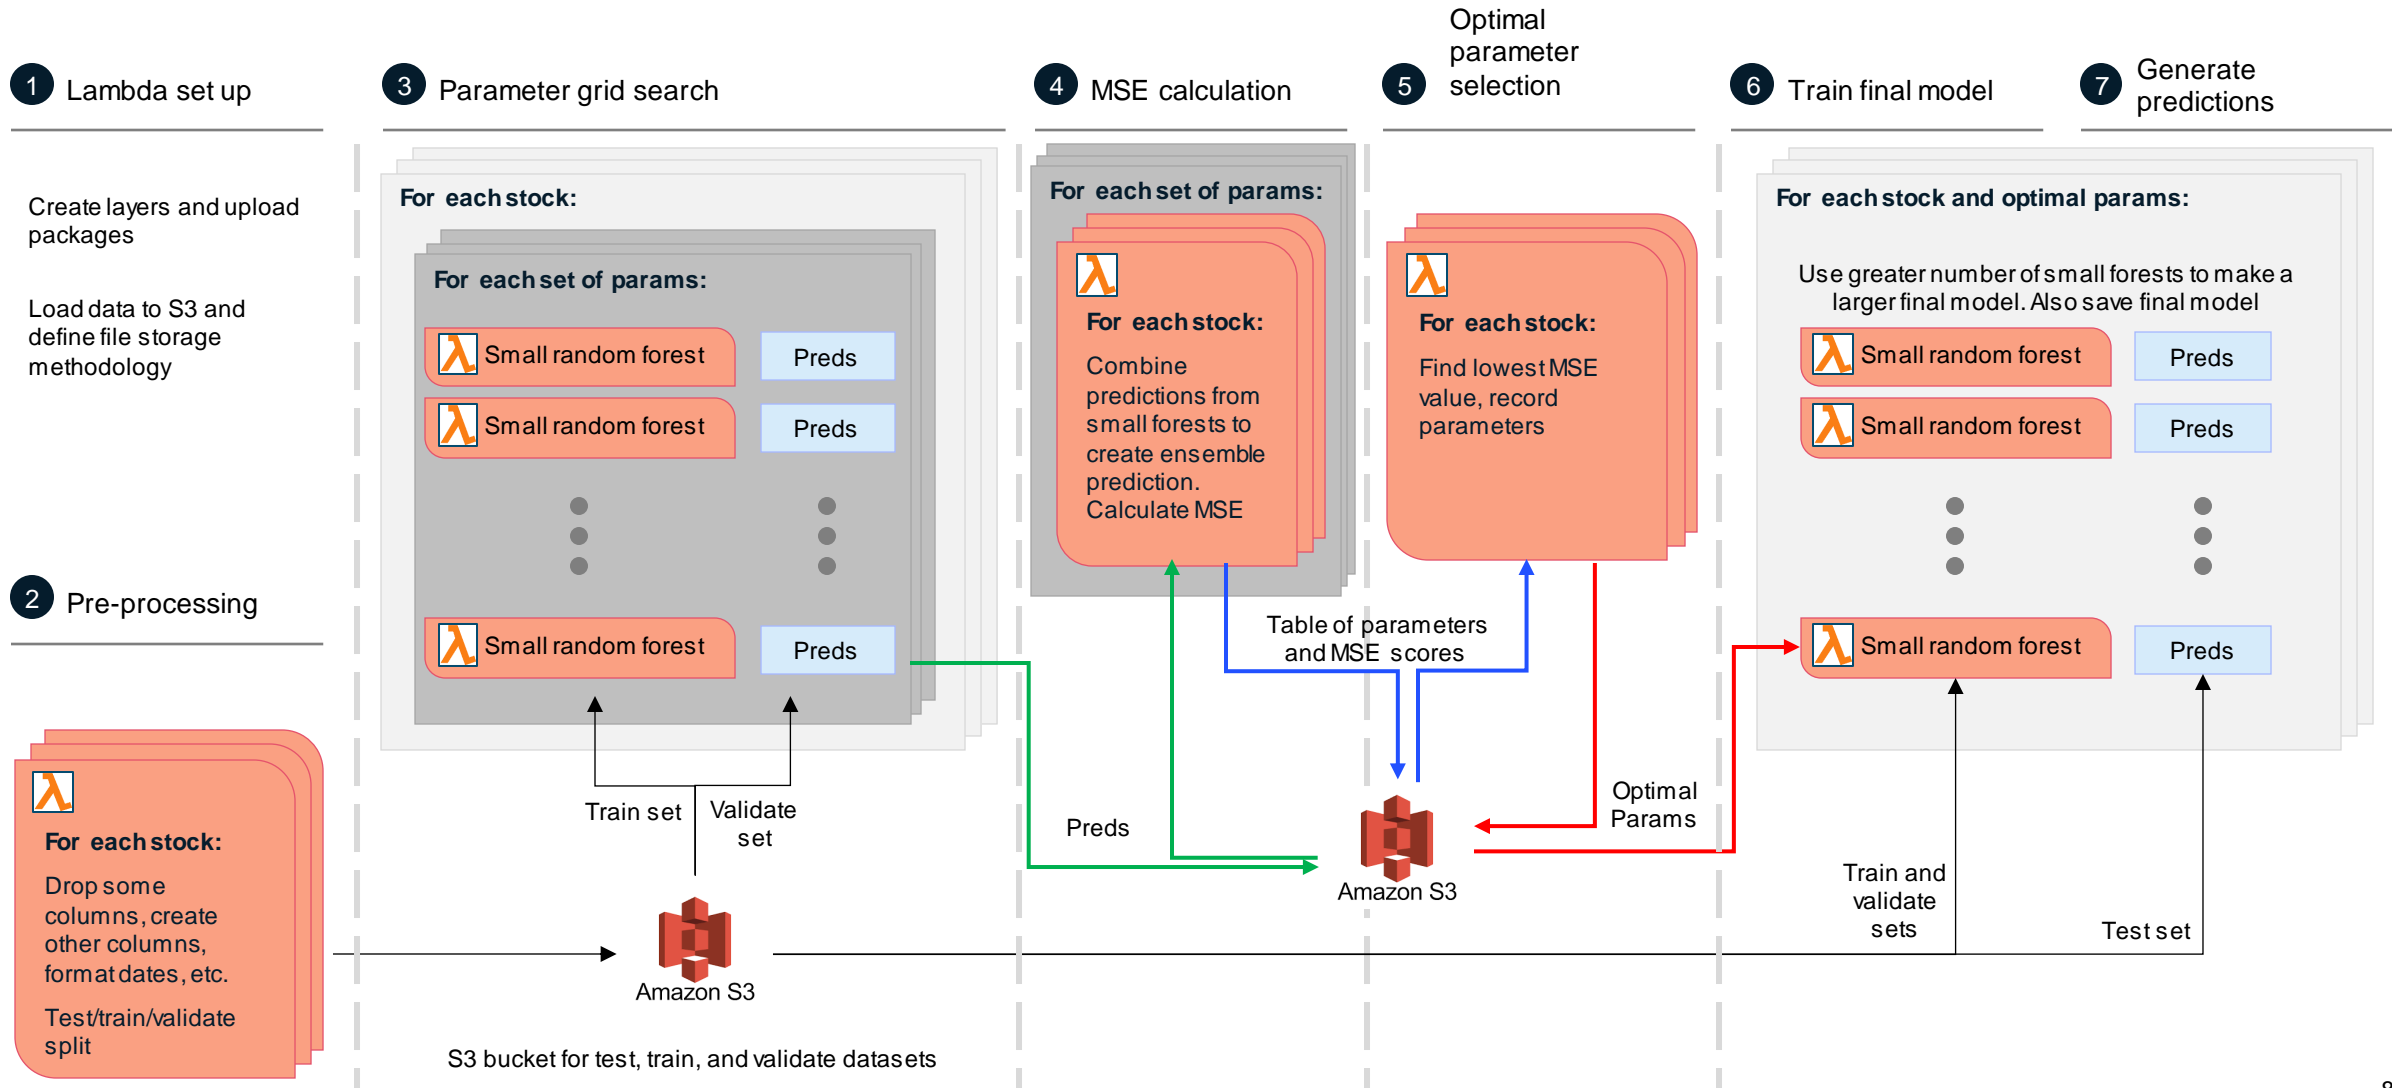 1 Lambda set up
Create layers and upload
packages
Load data to S3 and
define file storage
methodology
2 Pre-processing
For each stock:
Drop some
columns, create
other columns,
format dates, etc.
Test/train/validate
split
3 Parameter grid search
For each stock:
For each set of params:
Small random forest Preds
Small random forest Preds
Small random forest Preds
Train set
Validate
set
Amazon S3
S3 bucket for test, train, and validate datasets
4 MSE calculation
For each set of params:
For each stock:
Combine
predictions from
small forests to
create ensemble
prediction.
Calculate MSE
Table of parameters
and MSE scores
Preds
Amazon S3
5 Optimal
parameter
selection
For each stock:
Find lowest MSE
value, record
parameters
Optimal
Params
6 Train final model
7 Generate
predictions
For each stock and optimal params:
Use greater number of small forests to make a
larger final model. Also save final model
Small random forest Preds
Small random forest Preds
Small random forest Preds
Train and
validate
sets
Test set